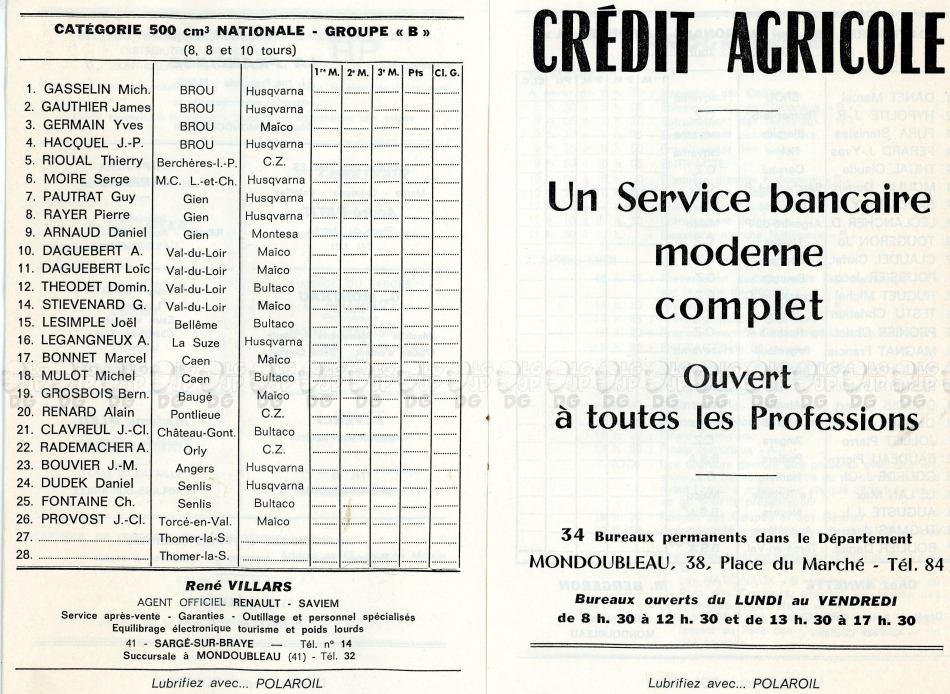 CATÉGORIE 500 cm³ NATIONALE - GROUPE « B »
(8, 8 et 10 tours)
1re M. 2e M. 3e M. Pts Cl. G.
1. GASSELIN Mich. BROU Husqvarna
2. GAUTHIER James BROU Husqvarna
3. GERMAIN Yves BROU Maïco
4. HACQUEL J.-P. BROU Husqvarna
5. RIOUAL Thierry Berchères-I.-P. C.Z.
6. MOIRE Serge M.C. L.-et-Ch. Husqvarna
7. PAUTRAT Guy Gien Husqvarna
8. RAYER Pierre Gien Husqvarna
9. ARNAUD Daniel Gien Montesa
10. DAGUEBERT A. Val-du-Loir Maïco
11. DAGUEBERT Loïc Val-du-Loir Maïco
12. THEODET Domin. Val-du-Loir Bultaco
14. STIEVENARD G. Val-du-Loir Maïco
15. LESIMPLE Joël Bellême Bultaco
16. LEGANGNEUX A. La Suze Husqvarna
17. BONNET Marcel Caen Maïco
18. MULOT Michel Caen Bultaco
19. GROSBOIS Bern. Baugé Maïco
20. RENARD Alain Pontlieue C.Z.
21. CLAVREUL J.-Cl. Château-Gont. Bultaco
22. RADEMACHER A. Orly C.Z.
23. BOUVIER J.-M. Angers Husqvarna
24. DUDEK Daniel Senlis Husqvarna
25. FONTAINE Ch. Senlis Bultaco
26. PROVOST J.-Cl. Torcé-en-Val. Maïco
27. Thomer-la-S.
28. Thomer-la-S.
René VILLARS
AGENT OFFICIEL RENAULT - SAVIEM
Service après-vente - Garanties - Outillage et personnel spécialisés
Equilibrage électronique tourisme et poids lourds
41 - SARGÉ-SUR-BRAYE — Tél. n° 14
Succursale à MONDOUBLEAU (41) - Tél. 32
Lubrifiez avec... POLAROIL
CRÉDIT AGRICOLE
Un Service bancaire
moderne
complet
Ouvert
à toutes les Professions
34 Bureaux permanents dans le Département
MONDOUBLEAU, 38, Place du Marché - Tél. 84
Bureaux ouverts du LUNDI au VENDREDI
de 8 h. 30 à 12 h. 30 et de 13 h. 30 à 17 h. 30
Lubrifiez avec... POLAROIL